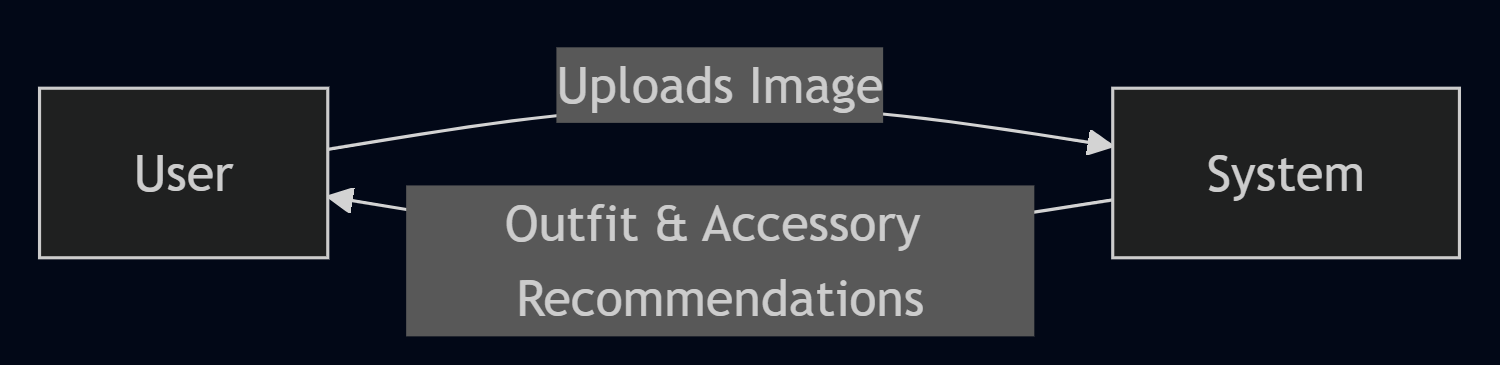 Uploads Image
User
System
Outfit & Accessory
Recommendations